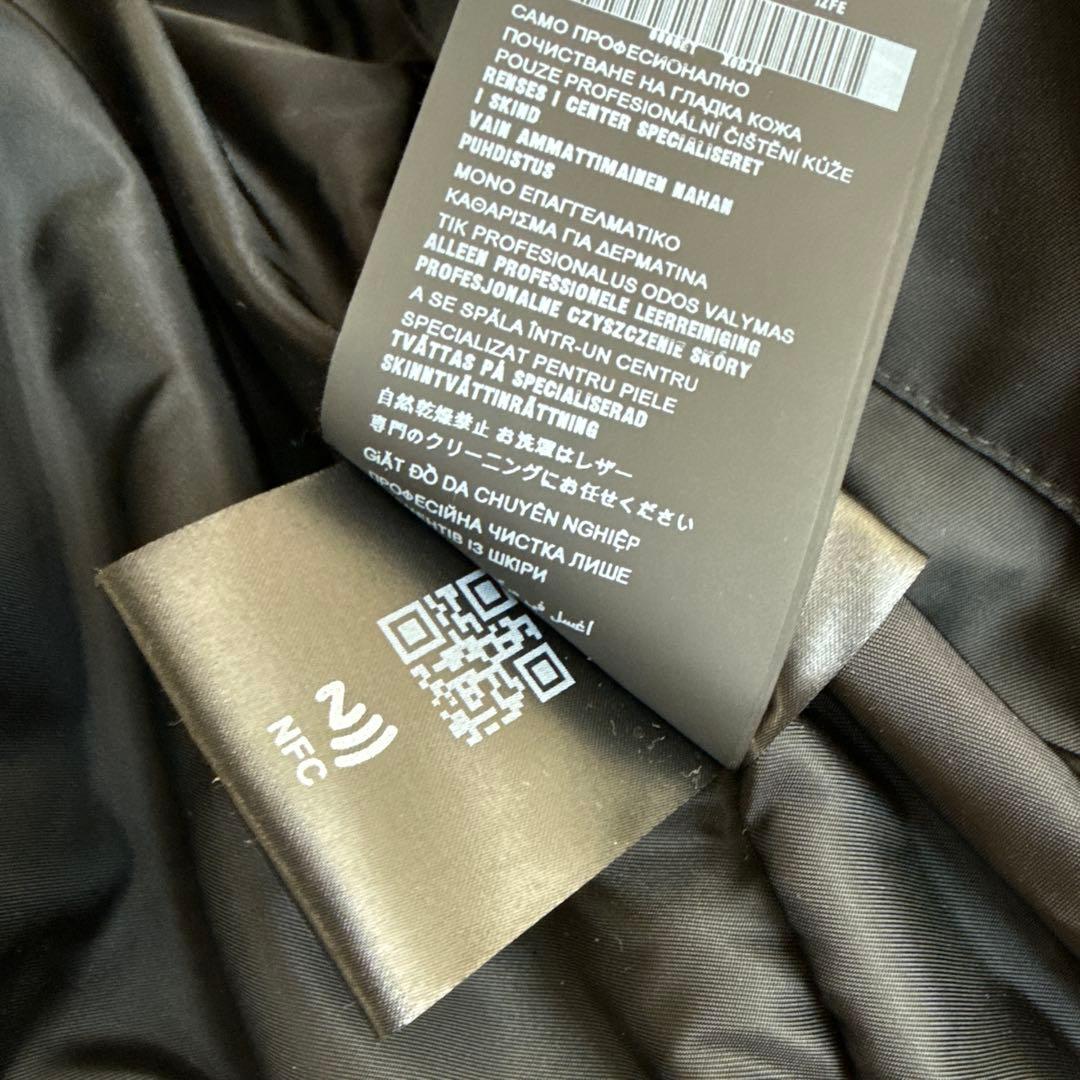 12FE
САМО ПРОФЕСИОНАЛНО
ПОЧИСТВАНЕ НА ГЛАДКА КОЖА
POUZE PROFESIONÁLNÍ ČIŠTĚNÍ KŮŽE
RENSES I CENTER SPECIALISERET
I SKIND
VAIN AMMATTIMAINEN NAHAN
PUHDISTUS
ΜΟΝΟ ΕΠΑΓΓΕΛΜΑΤΙΚΟ
ΚΑΘΑΡΙΣΜΑ ΓΙΑ ΔΕΡΜΑΤΙΝΑ
TIK PROFESIONALUS ODOS VALYMAS
ALLEEN PROFESSIONELE LEERREINIGING
PROFESJONALNE CZYSZCZENIE SKÓRY
A SE SPĂLA ÎNTR-UN CENTRU
SPECIALIZAT PENTRU PIELE
TVÄTTAS PÅ SPECIALISERAD
SKINNTVÄTTINRÄTTNING
自然乾燥禁止 お洗濯はレザー
専門のクリーニングにお任せください
GIẶT ĐỒ DA CHUYÊN NGHIỆP
ПРОФЕСІЙНА ЧИСТКА ЛИШЕ
ІЗ ШКІРИ
اغسل
NFC